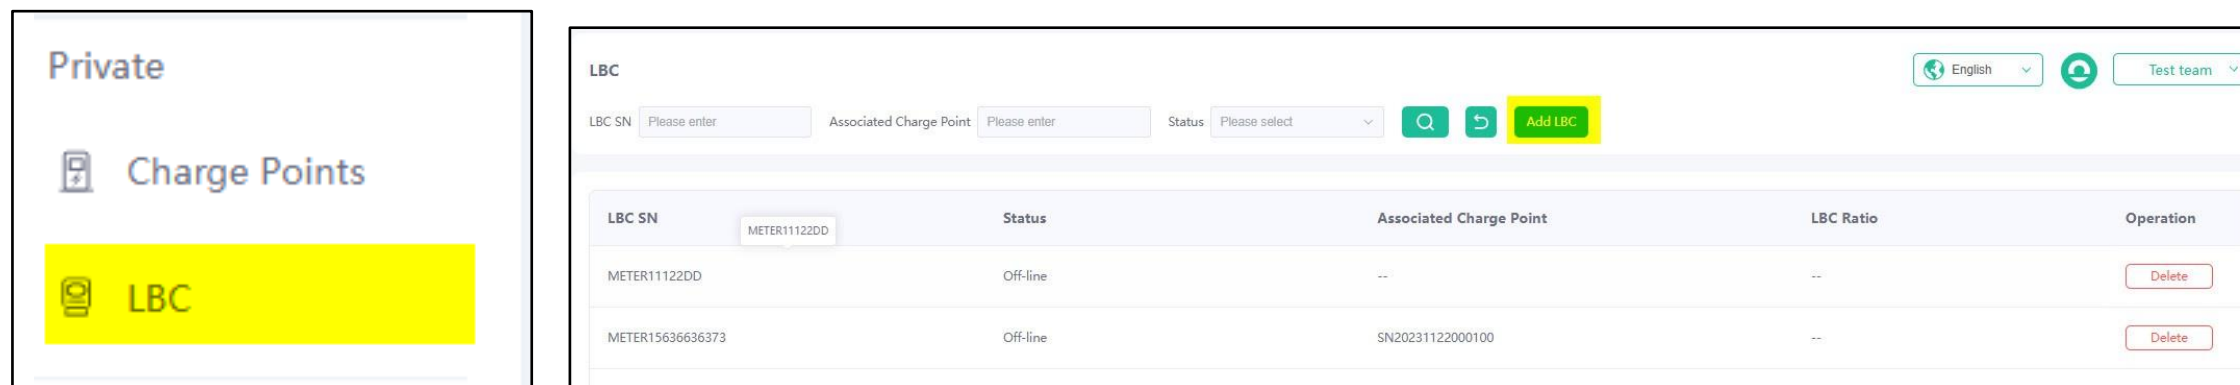 Private
Charge Points
LBC
LBC
English
Test team
LBC SN Please enter Associated Charge Point Please enter Status Please select Add LBC
LBC SN Status Associated Charge Point LBC Ratio Operation
METER11122DD
METER11122DD Off-line -- -- Delete
METER15636636373 Off-line SN20231122000100 -- Delete